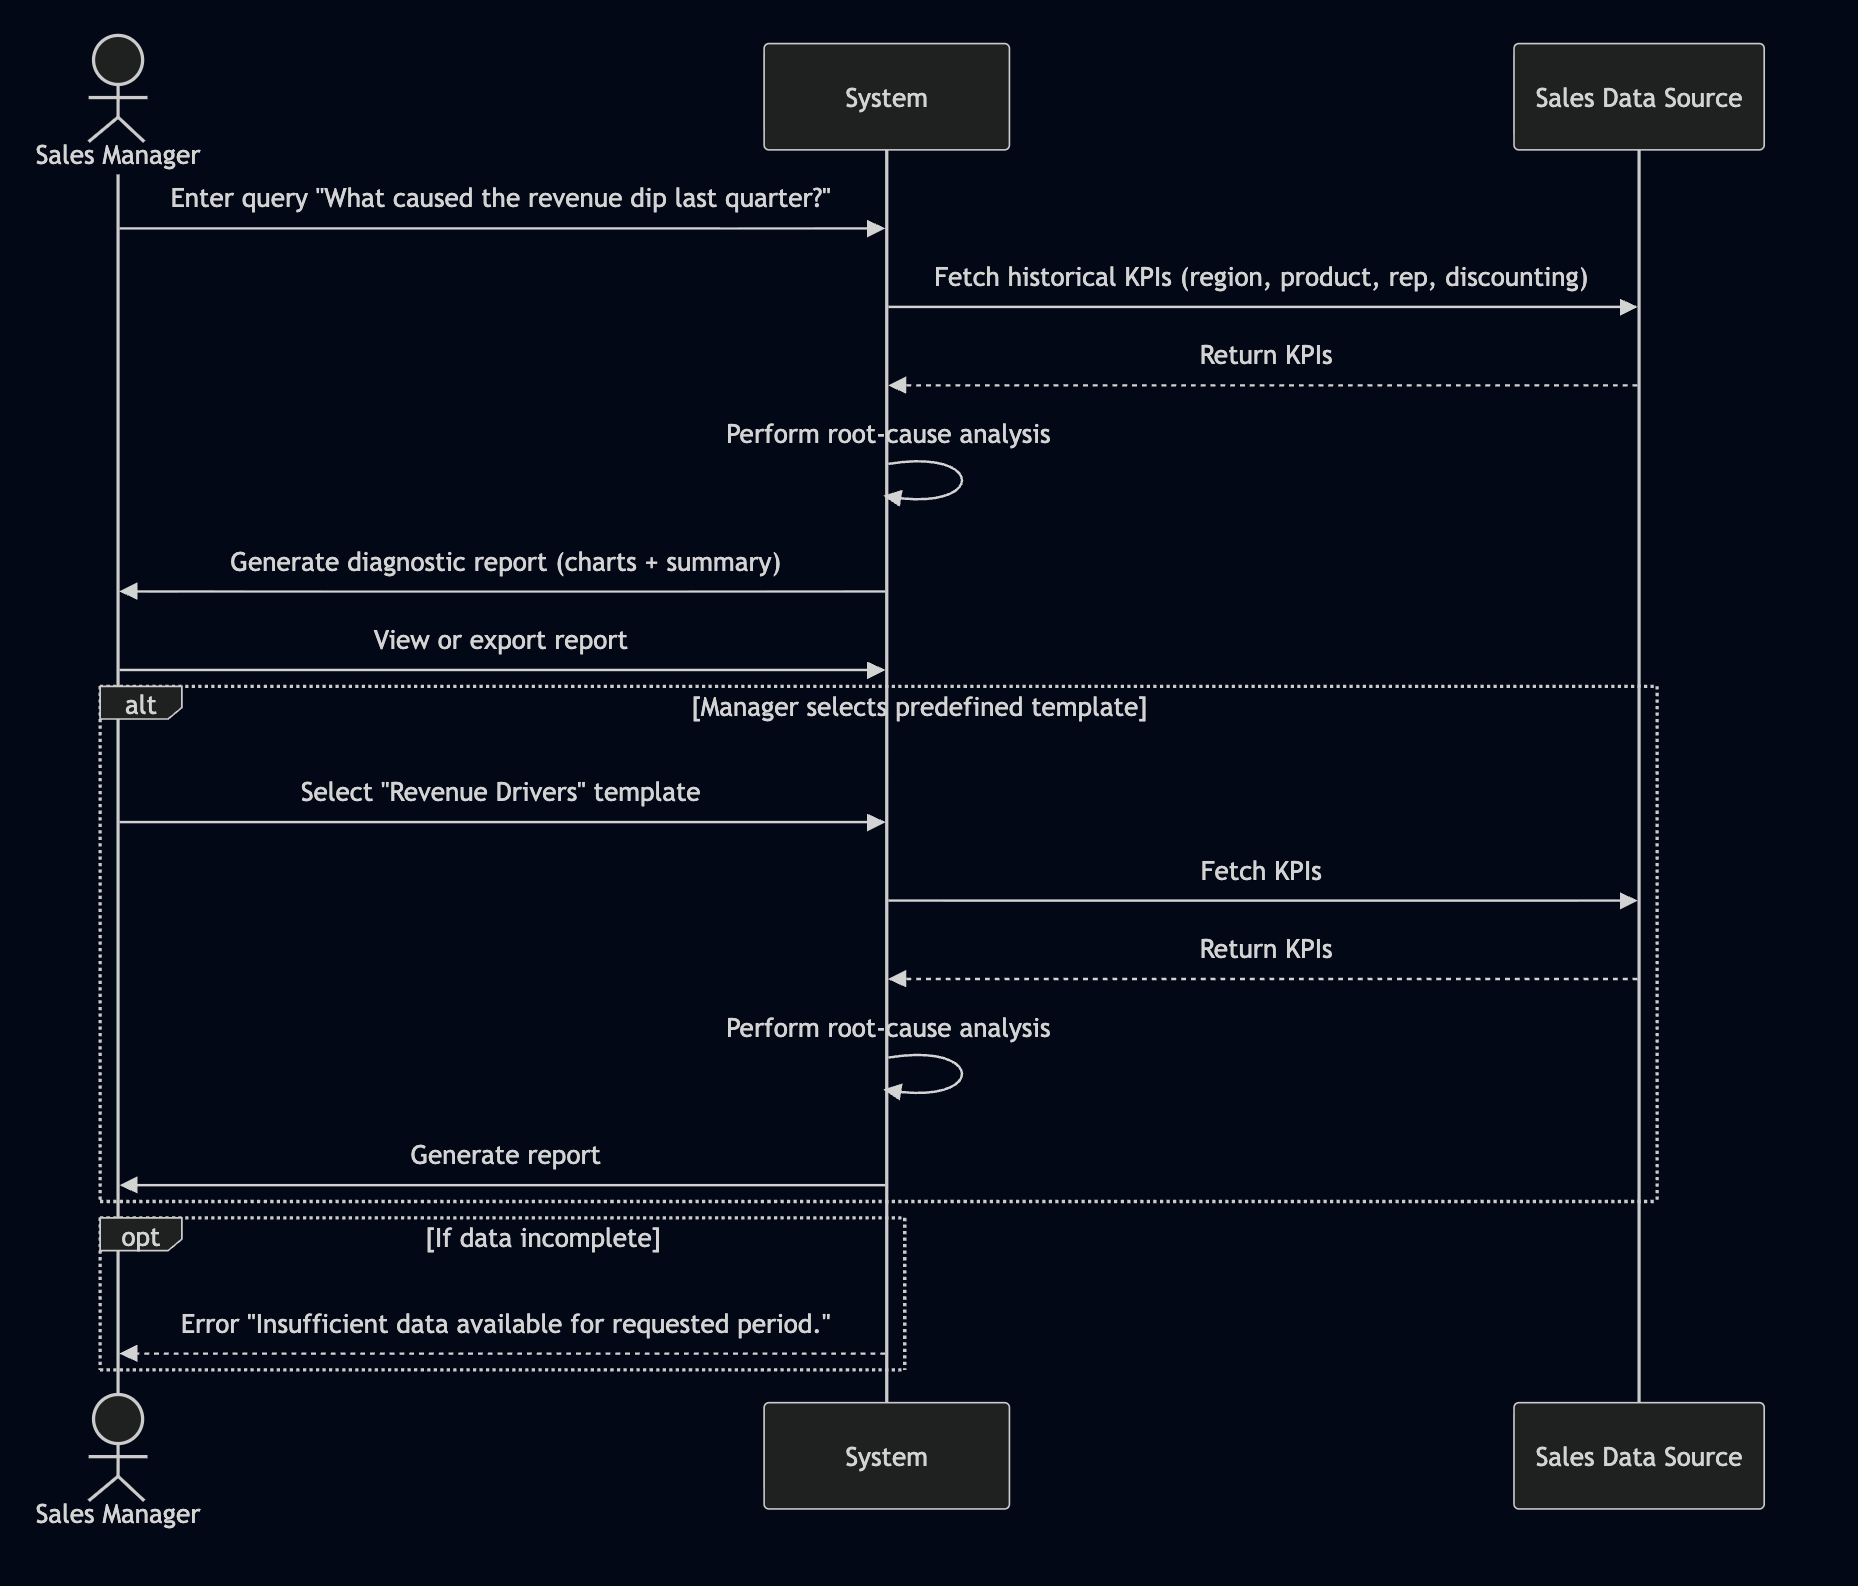 System
Sales Data Source
Sales Manager
Enter query "What caused the revenue dip last quarter?"
Fetch historical KPIs (region, product, rep, discounting)
Return KPIs
Perform root-cause analysis
Generate diagnostic report (charts + summary)
View or export report
alt
[Manager selects predefined template]
Select "Revenue Drivers" template
Fetch KPIs
Return KPIs
Perform root-cause analysis
Generate report
opt
[If data incomplete]
Error "Insufficient data available for requested period."
System
Sales Data Source
Sales Manager